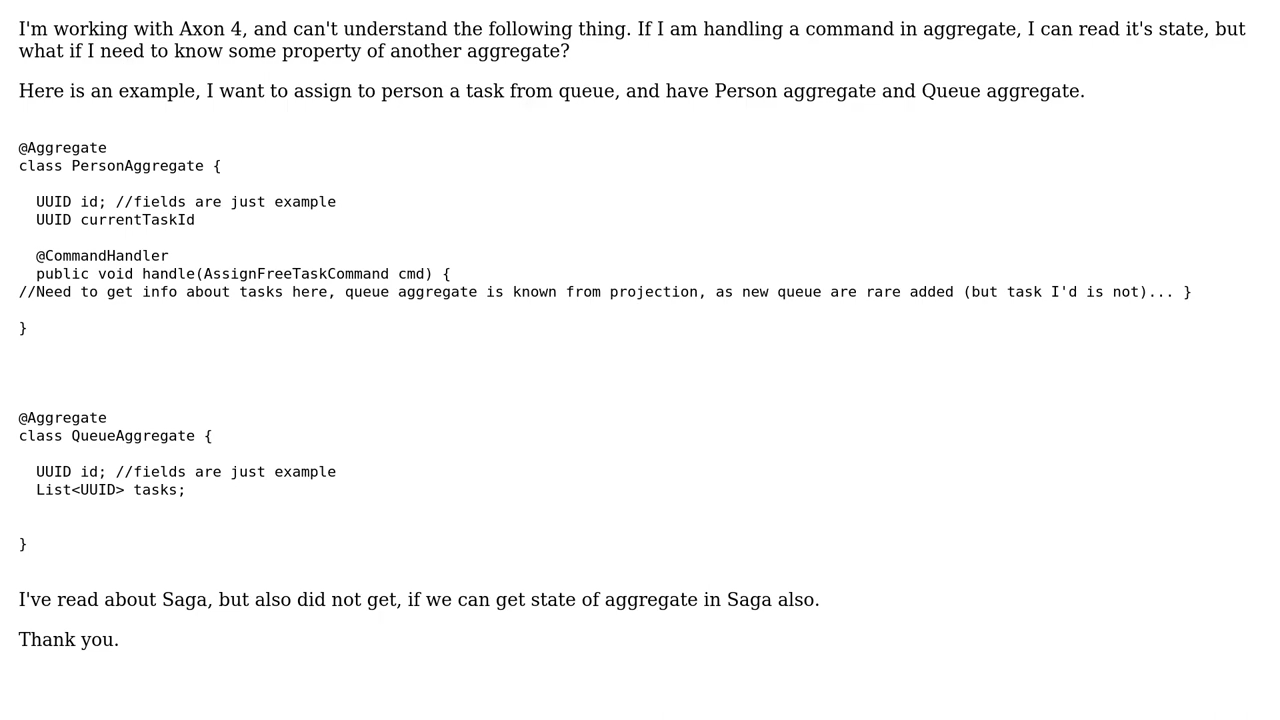 I'm working with Axon 4, and can't understand the following thing. If I am handling a command in aggregate, I can read it's state, but
what if I need to know some property of another aggregate?
Here is an example, I want to assign to person a task from queue, and have Person aggregate and Queue aggregate.
@Aggregate
class PersonAggregate {
UUID id; //fields are just example
UUID currentTaskId
@CommandHandler
public void handle(AssignFreeTaskCommand cmd) {
//Need to get info about tasks here, queue aggregate is known from projection, as new queue are rare added (but task I'd is not)... }
}
@Aggregate
class QueueAggregate {
UUID id; //fields are just example
List<UUID> tasks;
}
I've read about Saga, but also did not get, if we can get state of aggregate in Saga also.
Thank you.